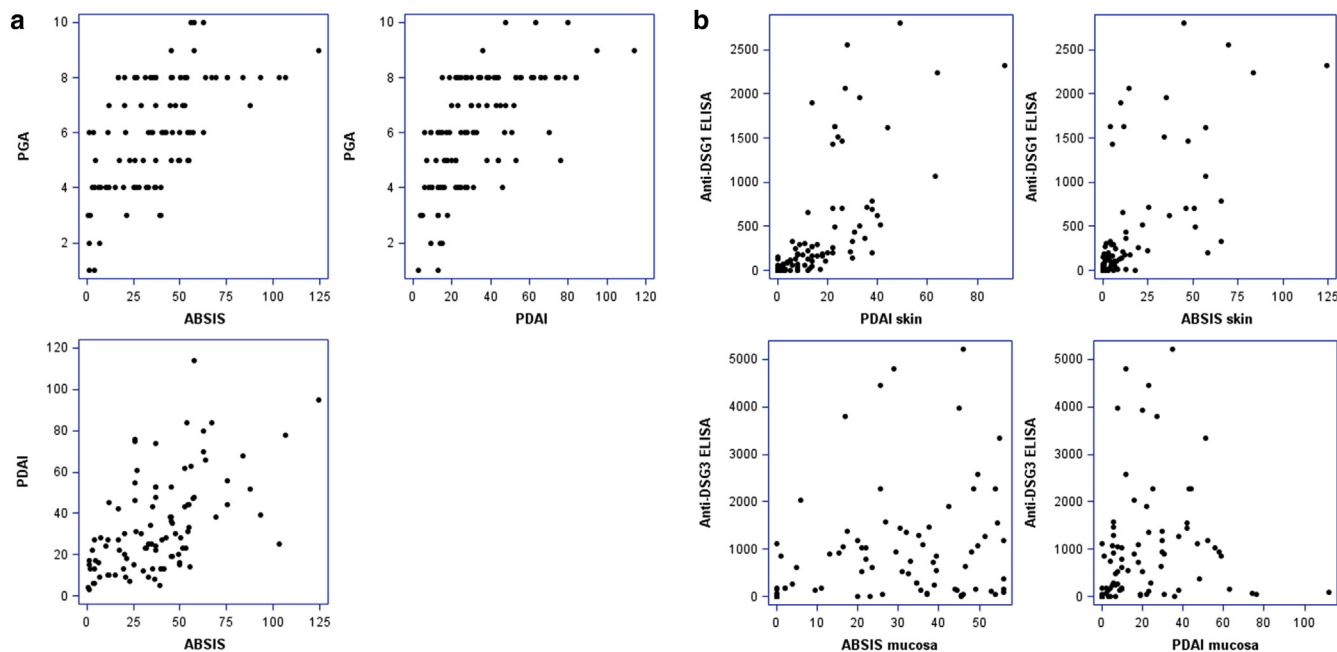 a
10
8
6
4
2
PGA
0 25 50 75 100 125
ABSIS
10
8
6
4
2
PGA
0 20 40 60 80 100 120
PDAI
120
100
80
60
40
20
0
PDAI
0 25 50 75 100 125
ABSIS
b
2500
2000
1500
1000
500
0
Anti-DSG1 ELISA
0 20 40 60 80
PDAI skin
2500
2000
1500
1000
500
0
Anti-DSG1 ELISA
0 25 50 75 100 125
ABSIS skin
5000
4000
3000
2000
1000
0
Anti-DSG3 ELISA
0 10 20 30 40 50
ABSIS mucosa
5000
4000
3000
2000
1000
0
Anti-DSG3 ELISA
0 20 40 60 80 100
PDAI mucosa